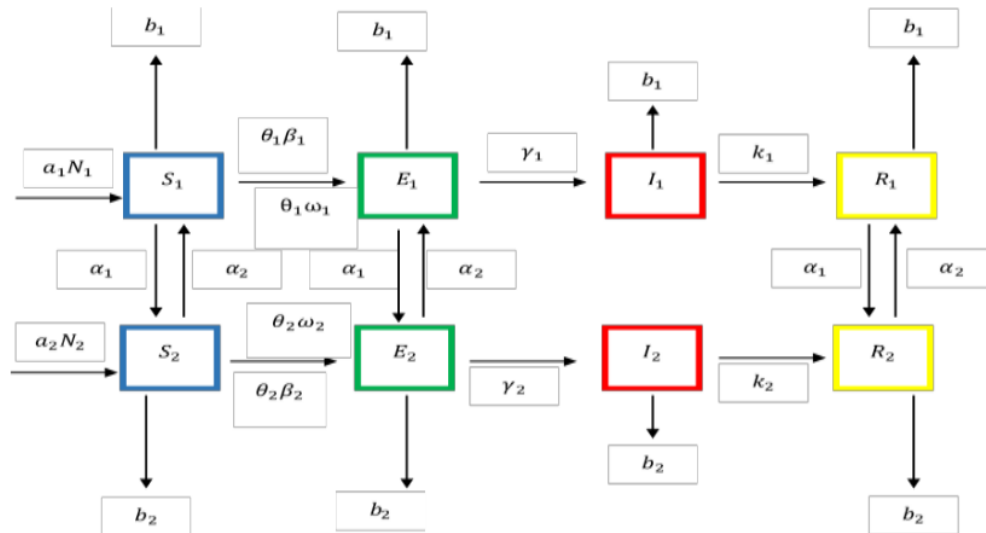 b₁
b₁
b₁
b₁
a₁N₁
S₁
θ₁β₁
E₁
γ₁
I₁
k₁
R₁
θ₁ω₁
α₁
α₂
α₁
α₂
α₁
α₂
a₂N₂
S₂
θ₂ω₂
E₂
I₂
R₂
θ₂β₂
γ₂
k₂
b₂
b₂
b₂
b₂